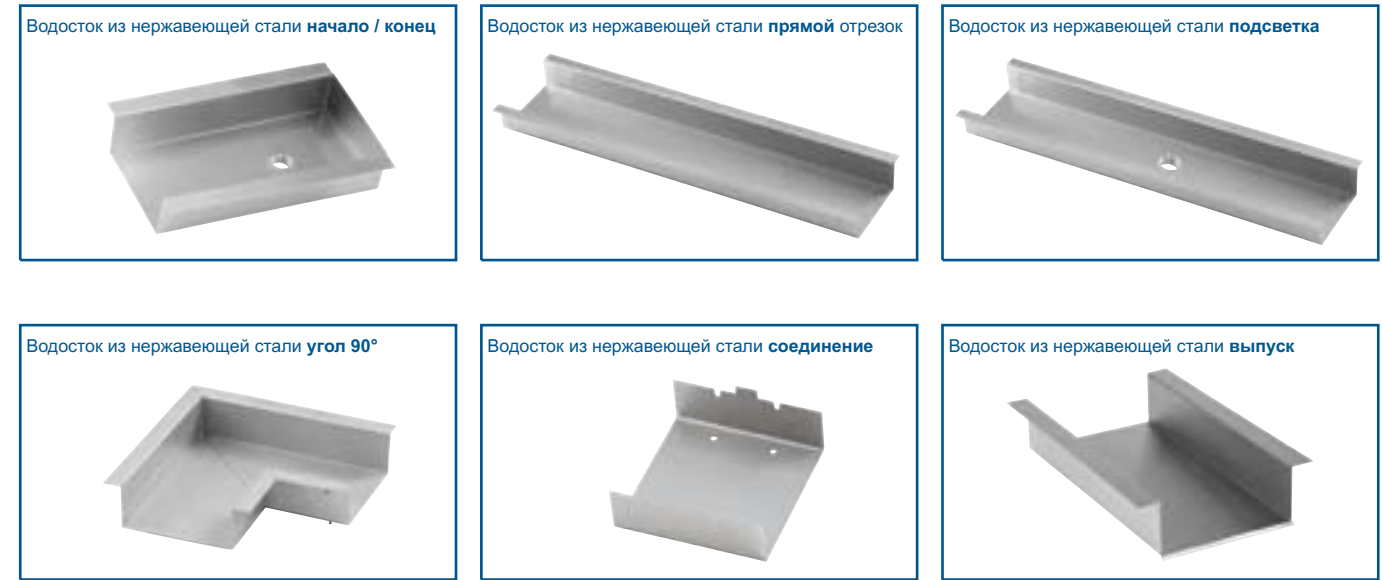 Водосток из нержавеющей стали начало / конец
Водосток из нержавеющей стали прямой отрезок
Водосток из нержавеющей стали подсветка
Водосток из нержавеющей стали угол 90°
Водосток из нержавеющей стали соединение
Водосток из нержавеющей стали выпуск